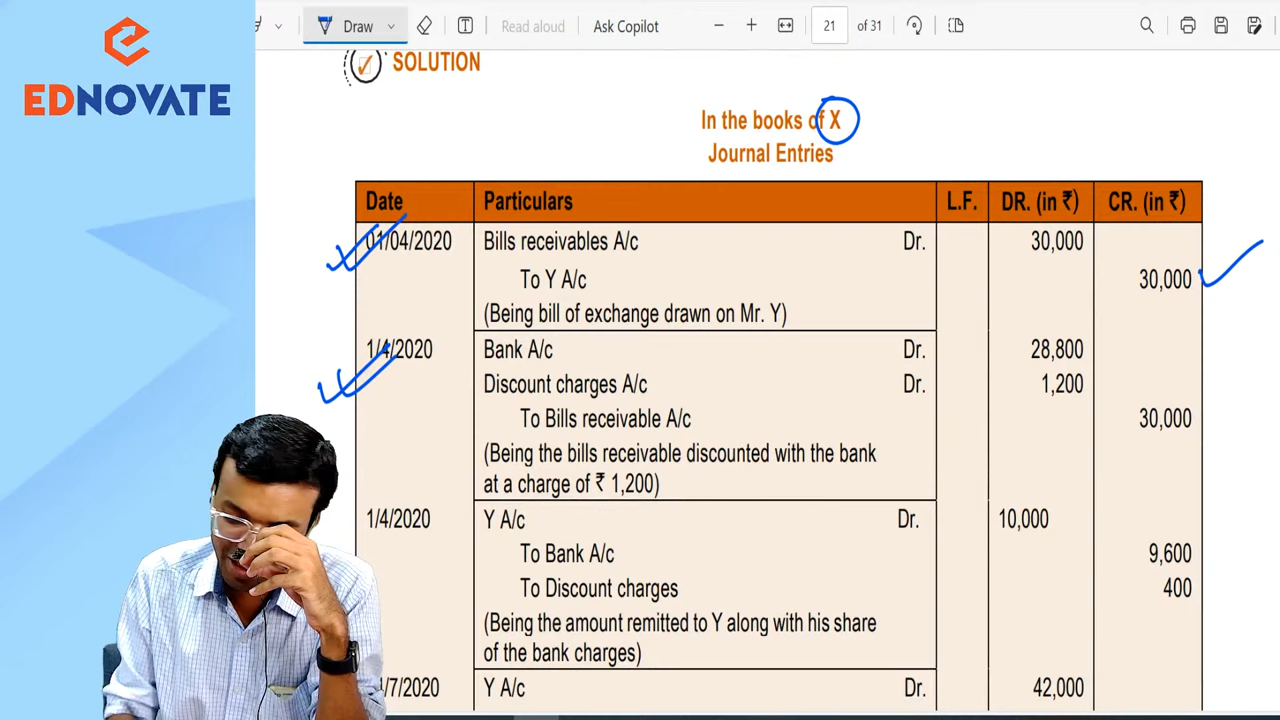 Draw
Read aloud
Ask Copilot
21
of 31
EDNOVATE
SOLUTION
In the books of X
Journal Entries
Date Particulars L.F. DR. (in ₹) CR. (in ₹)
01/04/2020 Bills receivables A/c Dr. 30,000
To Y A/c 30,000
(Being bill of exchange drawn on Mr. Y)
1/4/2020 Bank A/c Dr. 28,800
Discount charges A/c Dr. 1,200
To Bills receivable A/c 30,000
(Being the bills receivable discounted with the bank
at a charge of ₹ 1,200)
1/4/2020 Y A/c Dr. 10,000
To Bank A/c 9,600
To Discount charges 400
(Being the amount remitted to Y along with his share
of the bank charges)
/7/2020 Y A/c Dr. 42,000